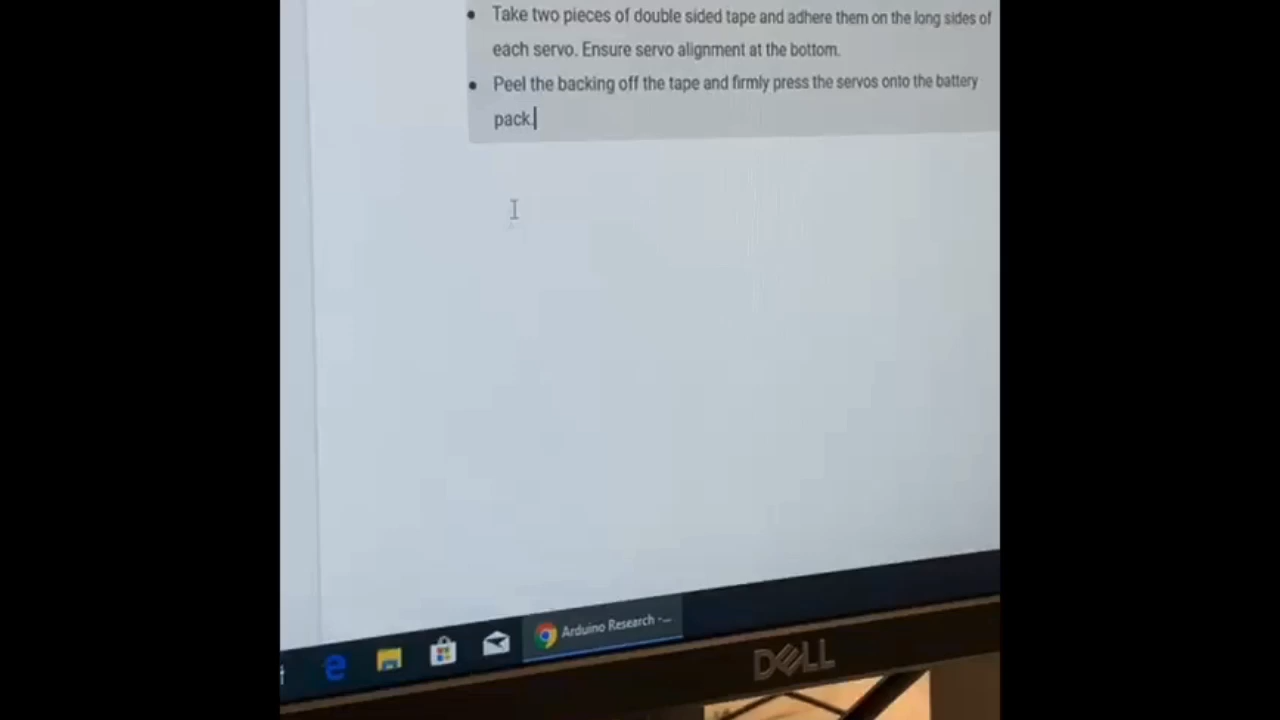 • Take two pieces of double sided tape and adhere them on the long sides of
each servo. Ensure servo alignment at the bottom.
• Peel the backing off the tape and firmly press the servos onto the battery
pack.
Arduino Research -...
DELL